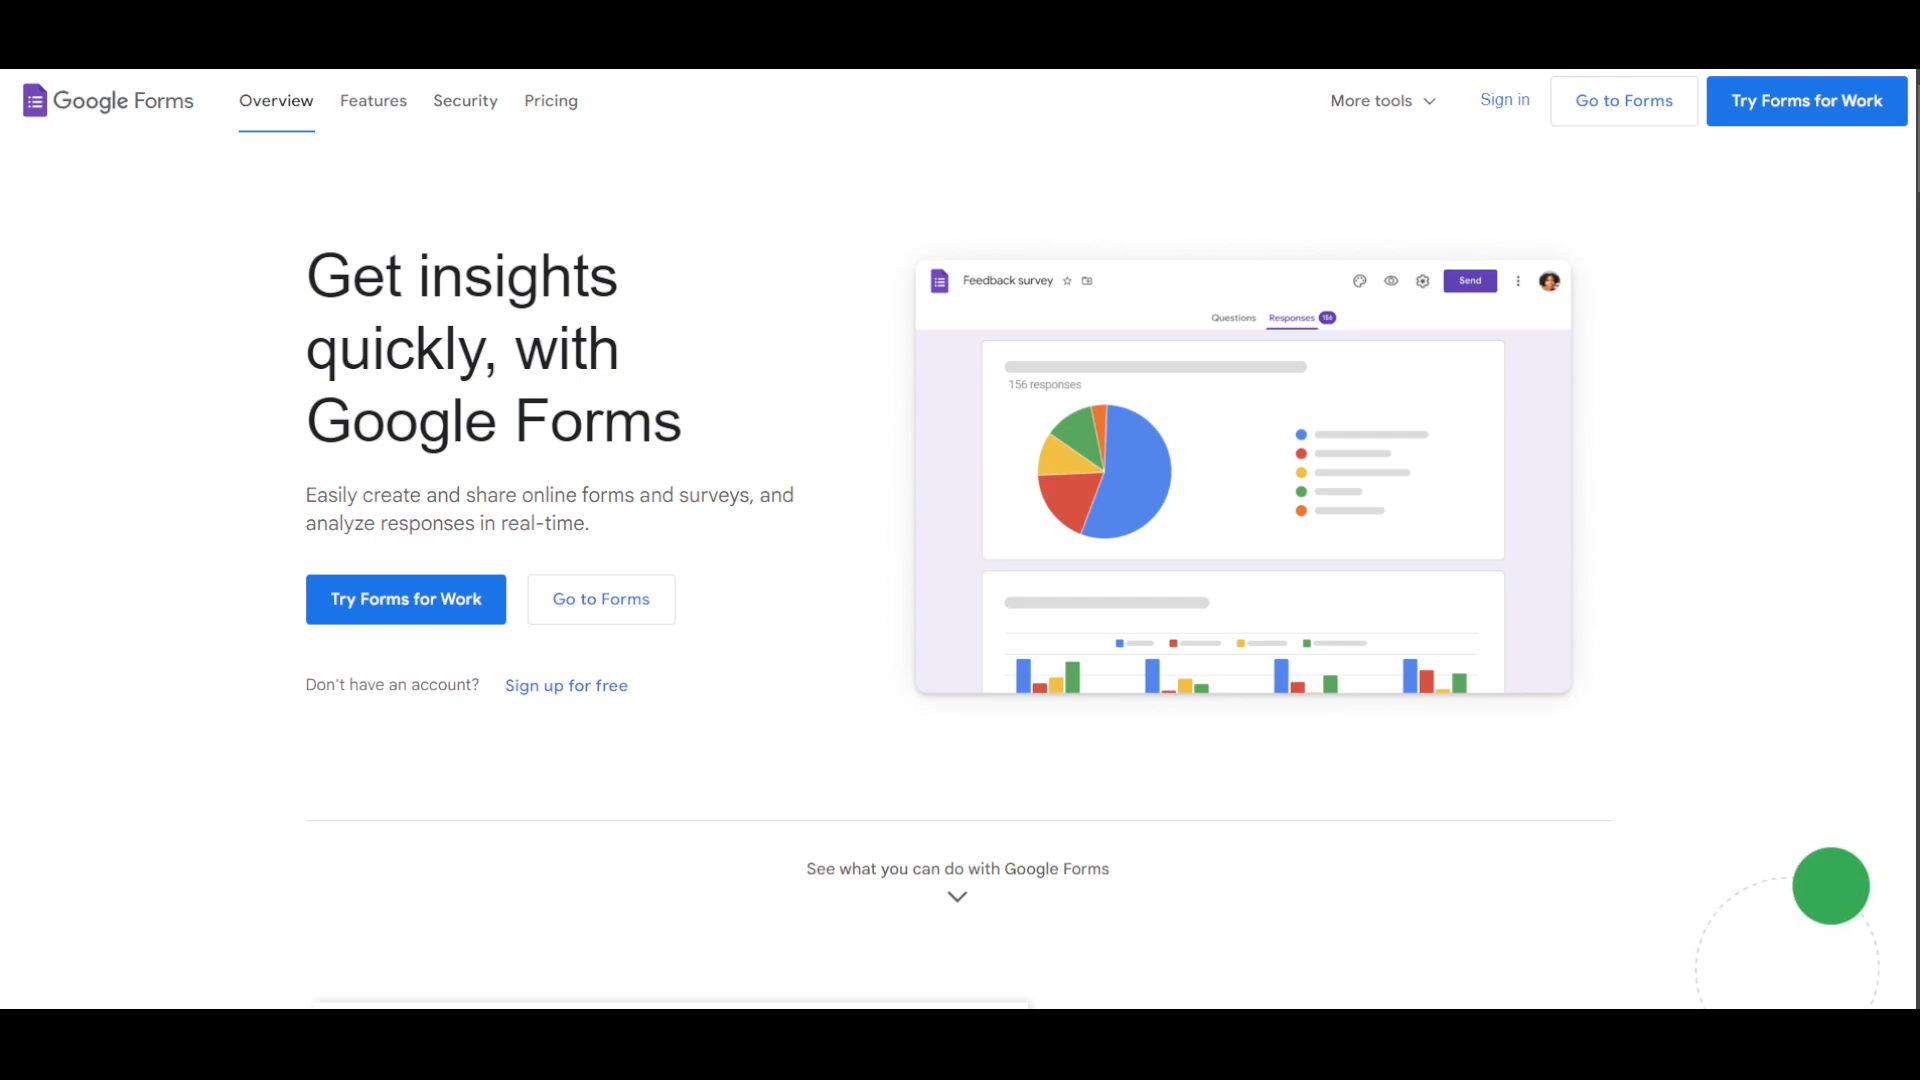 Google Forms
Overview Features Security Pricing
More tools Sign in Go to Forms Try Forms for Work
Get insights
quickly, with
Google Forms
Easily create and share online forms and surveys, and
analyze responses in real-time.
Try Forms for Work Go to Forms
Don't have an account? Sign up for free
Feedback survey Send
Questions Responses 156
156 responses
See what you can do with Google Forms